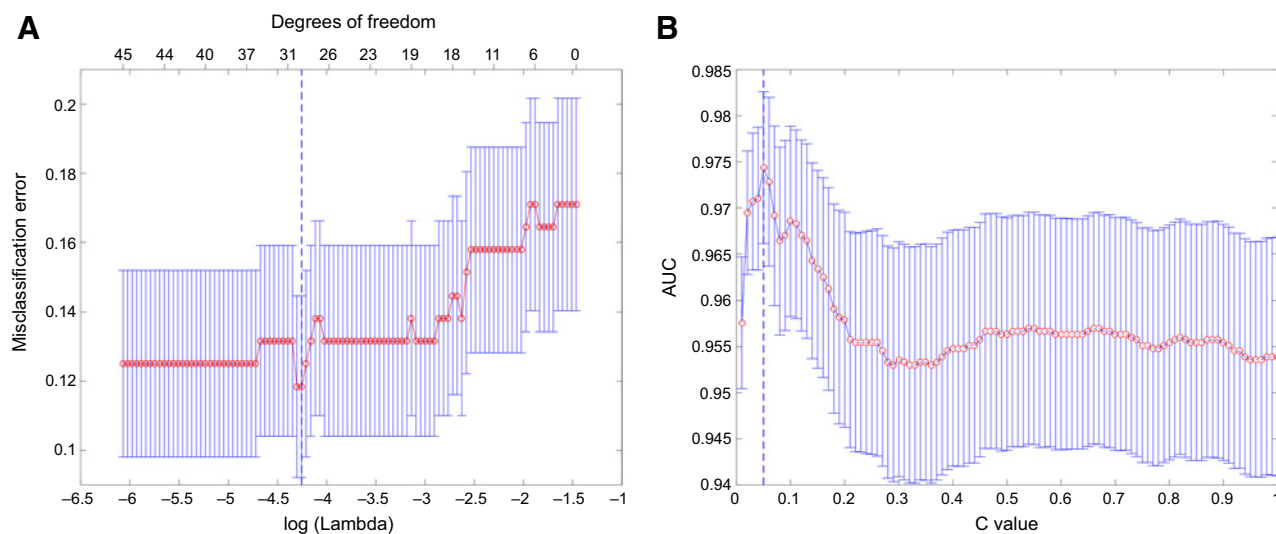 A
Degrees of freedom
45 44 40 37 31 26 23 19 18 11 6 0
Misclassification error
0.2
0.18
0.16
0.14
0.12
0.1
−6.5 −6 −5.5 −5 −4.5 −4 −3.5 −3 −2.5 −2 −1.5 −1
log (Lambda)
B
AUC
0.985
0.98
0.975
0.97
0.965
0.96
0.955
0.95
0.945
0.94
0 0.1 0.2 0.3 0.4 0.5 0.6 0.7 0.8 0.9 1
C value